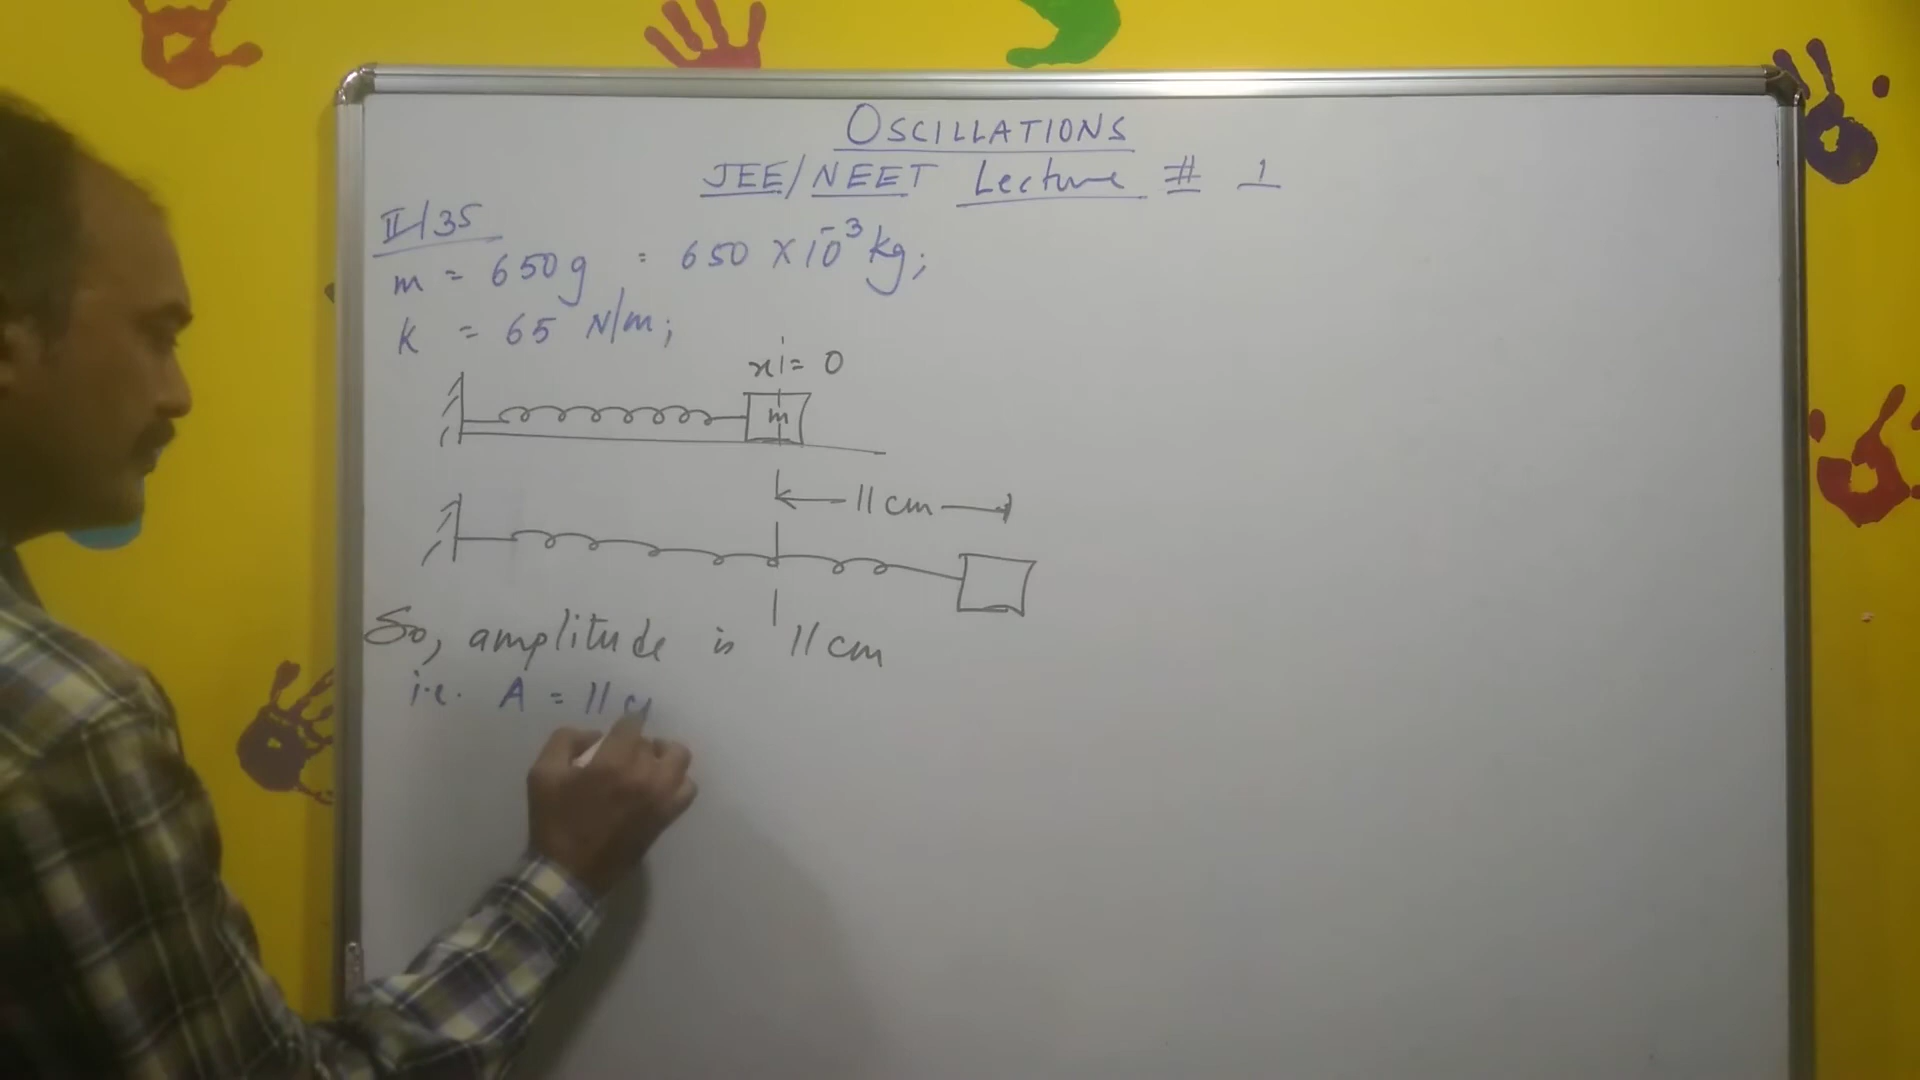 OSCILLATIONS
JEE/NEET Lecture # 1
II/35
m = 650g = 650 × 10⁻³ kg;
k = 65 N/m;
x = 0
m
11 cm
So, amplitude is 11 cm
i.e. A = 11 c